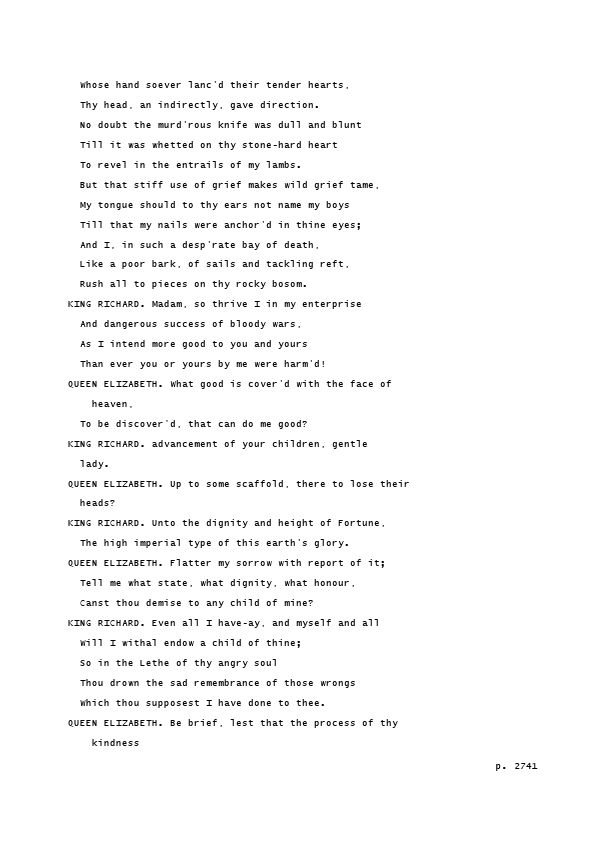 Whose hand soever lanc'd their tender hearts,
Thy head, an indirectly, gave direction.
No doubt the murd'rous knife was dull and blunt
Till it was whetted on thy stone-hard heart
To revel in the entrails of my lambs.
But that stiff use of grief makes wild grief tame,
My tongue should to thy ears not name my boys
Till that my nails were anchor'd in thine eyes;
And I, in such a desp'rate bay of death,
Like a poor bark, of sails and tackling reft,
Rush all to pieces on thy rocky bosom.
KING RICHARD. Madam, so thrive I in my enterprise
And dangerous success of bloody wars,
As I intend more good to you and yours
Than ever you or yours by me were harm'd!
QUEEN ELIZABETH. What good is cover'd with the face of
heaven,
To be discover'd, that can do me good?
KING RICHARD. advancement of your children, gentle
lady.
QUEEN ELIZABETH. Up to some scaffold, there to lose their
heads?
KING RICHARD. Unto the dignity and height of Fortune,
The high imperial type of this earth's glory.
QUEEN ELIZABETH. Flatter my sorrow with report of it;
Tell me what state, what dignity, what honour,
Canst thou demise to any child of mine?
KING RICHARD. Even all I have-ay, and myself and all
Will I withal endow a child of thine;
So in the Lethe of thy angry soul
Thou drown the sad remembrance of those wrongs
Which thou supposest I have done to thee.
QUEEN ELIZABETH. Be brief, lest that the process of thy
kindness
p. 2741